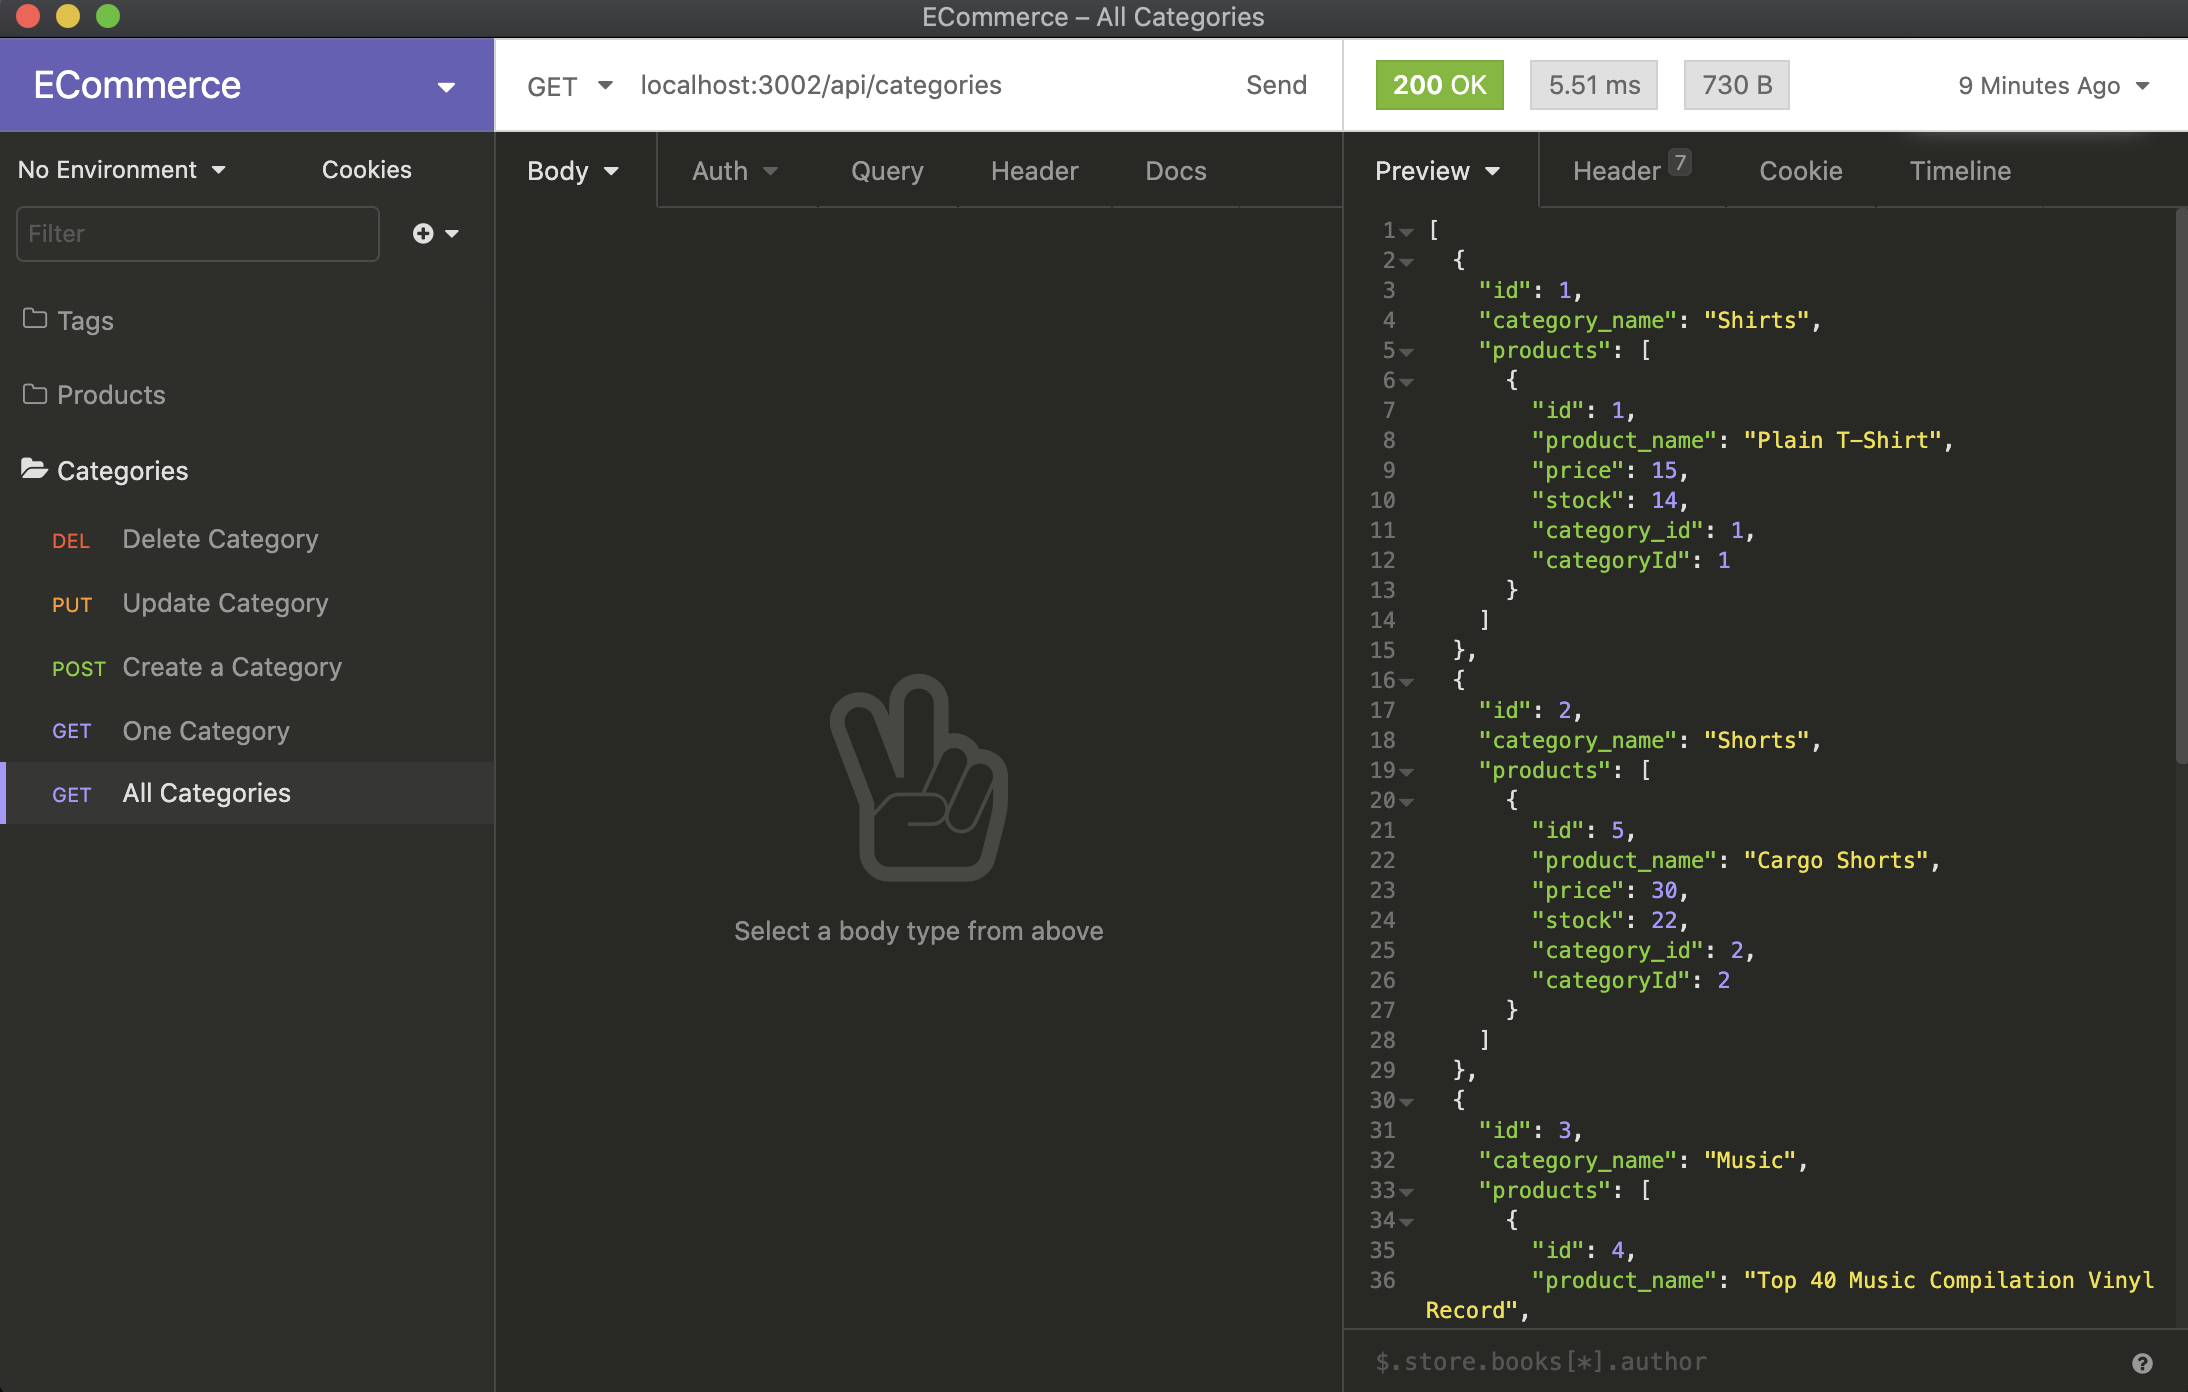 ECommerce – All Categories
ECommerce
GET localhost:3002/api/categories Send
200 OK 5.51 ms 730 B 9 Minutes Ago
No Environment Cookies
Filter
Tags
Products
Categories
DEL Delete Category
PUT Update Category
POST Create a Category
GET One Category
GET All Categories
Body Auth Query Header Docs
Select a body type from above
Preview Header 7 Cookie Timeline
1 [
2 {
3 "id": 1,
4 "category_name": "Shirts",
5 "products": [
6 {
7 "id": 1,
8 "product_name": "Plain T-Shirt",
9 "price": 15,
10 "stock": 14,
11 "category_id": 1,
12 "categoryId": 1
13 }
14 ]
15 },
16 {
17 "id": 2,
18 "category_name": "Shorts",
19 "products": [
20 {
21 "id": 5,
22 "product_name": "Cargo Shorts",
23 "price": 30,
24 "stock": 22,
25 "category_id": 2,
26 "categoryId": 2
27 }
28 ]
29 },
30 {
31 "id": 3,
32 "category_name": "Music",
33 "products": [
34 {
35 "id": 4,
36 "product_name": "Top 40 Music Compilation Vinyl
Record",
$.store.books[*].author